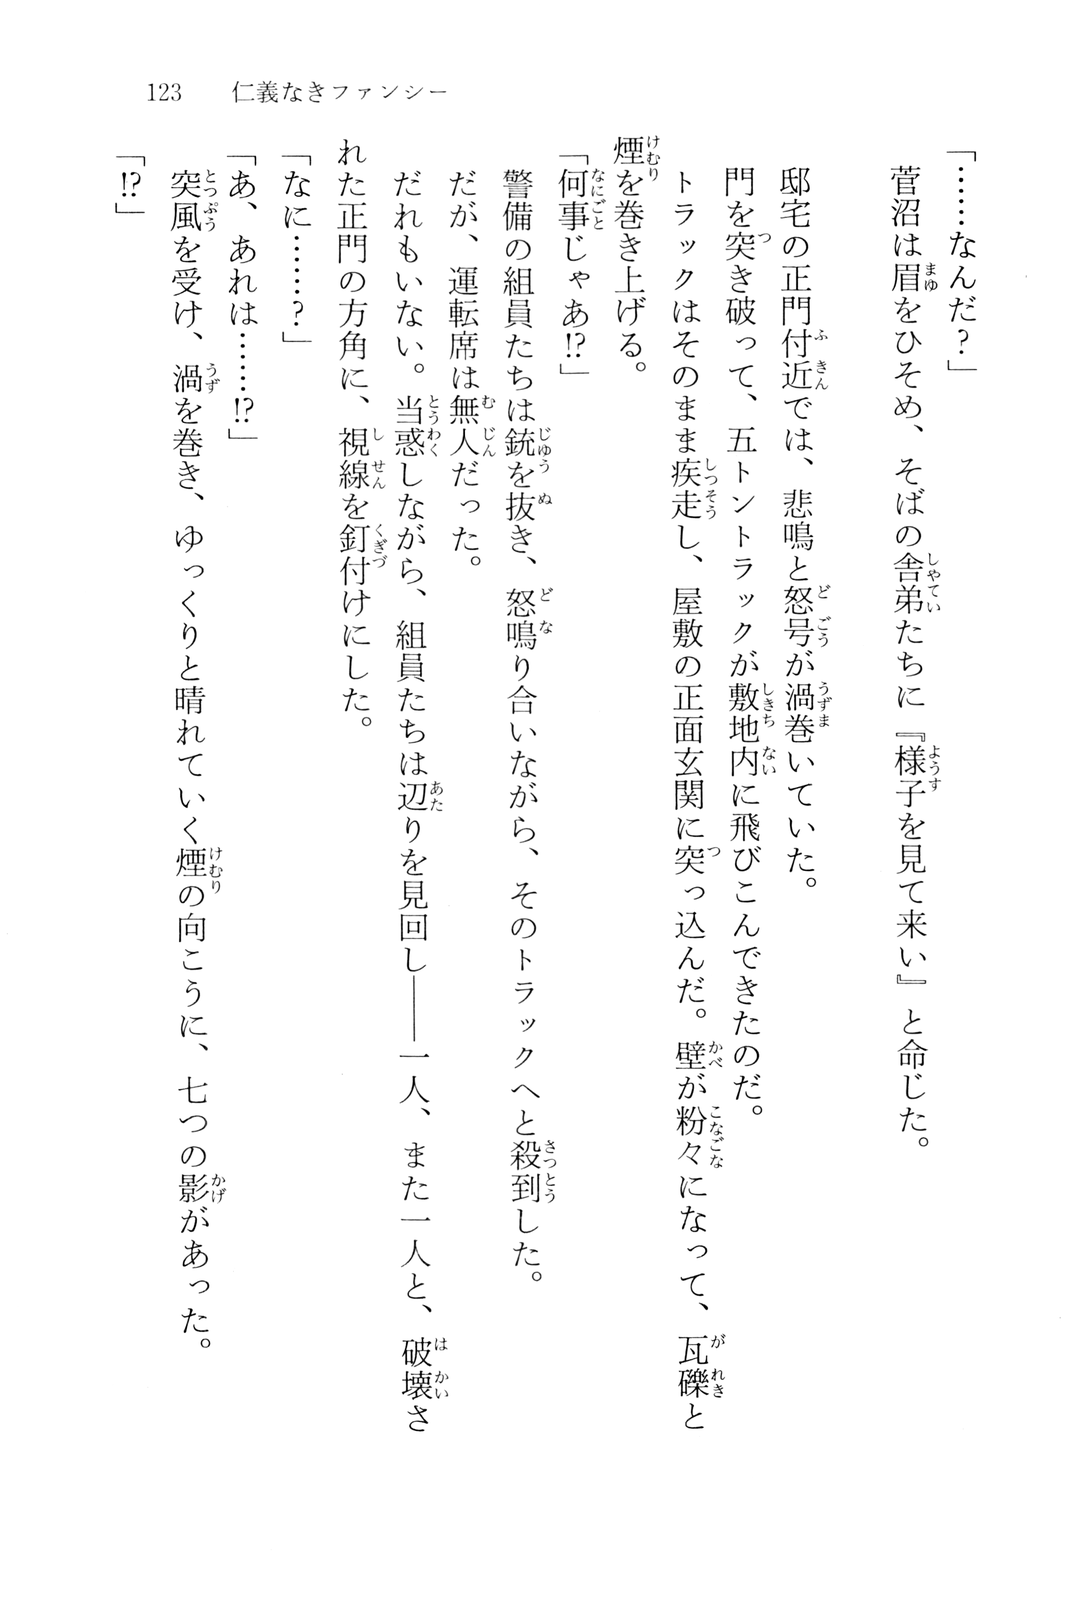 123　仁義なきファンシー
「……なんだ？」
菅沼は眉をひそめ、そばの舎弟たちに『様子を見て来い』と命じた。
邸宅の正門付近では、悲鳴と怒号が渦巻いていた。
門を突き破って、五トントラックが敷地内に飛びこんできたのだ。
トラックはそのまま疾走し、屋敷の正面玄関に突っ込んだ。壁が粉々になって、瓦礫と
煙を巻き上げる。
「何事じゃあ!?」
警備の組員たちは銃を抜き、怒鳴り合いながら、そのトラックへと殺到した。
だが、運転席は無人だった。
だれもいない。当惑しながら、組員たちは辺りを見回し――一人、また一人と、破壊さ
れた正門の方角に、視線を釘付けにした。
「なに……？」
「あ、あれは……!?」
突風を受け、渦を巻き、ゆっくりと晴れていく煙の向こうに、七つの影があった。
「!?」